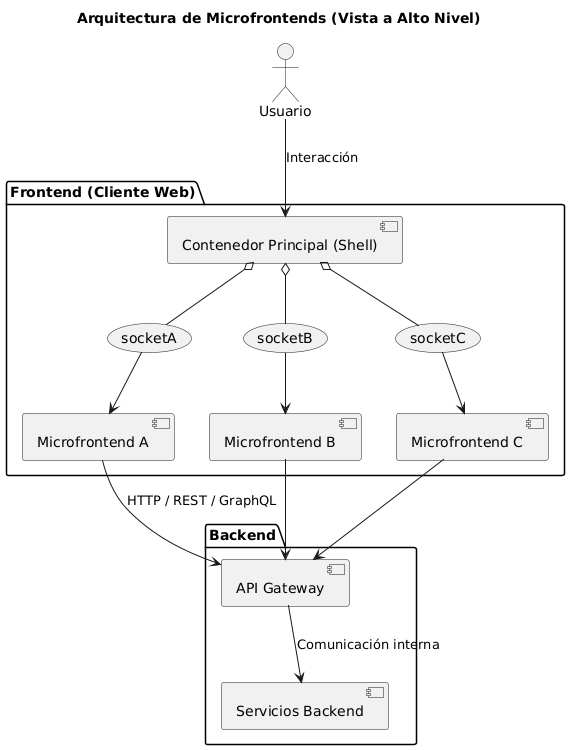 Arquitectura de Microfrontends (Vista a Alto Nivel)
Usuario
Interacción
Frontend (Cliente Web)
Contenedor Principal (Shell)
socketA
socketB
socketC
Microfrontend A
Microfrontend B
Microfrontend C
HTTP / REST / GraphQL
Backend
API Gateway
Comunicación interna
Servicios Backend